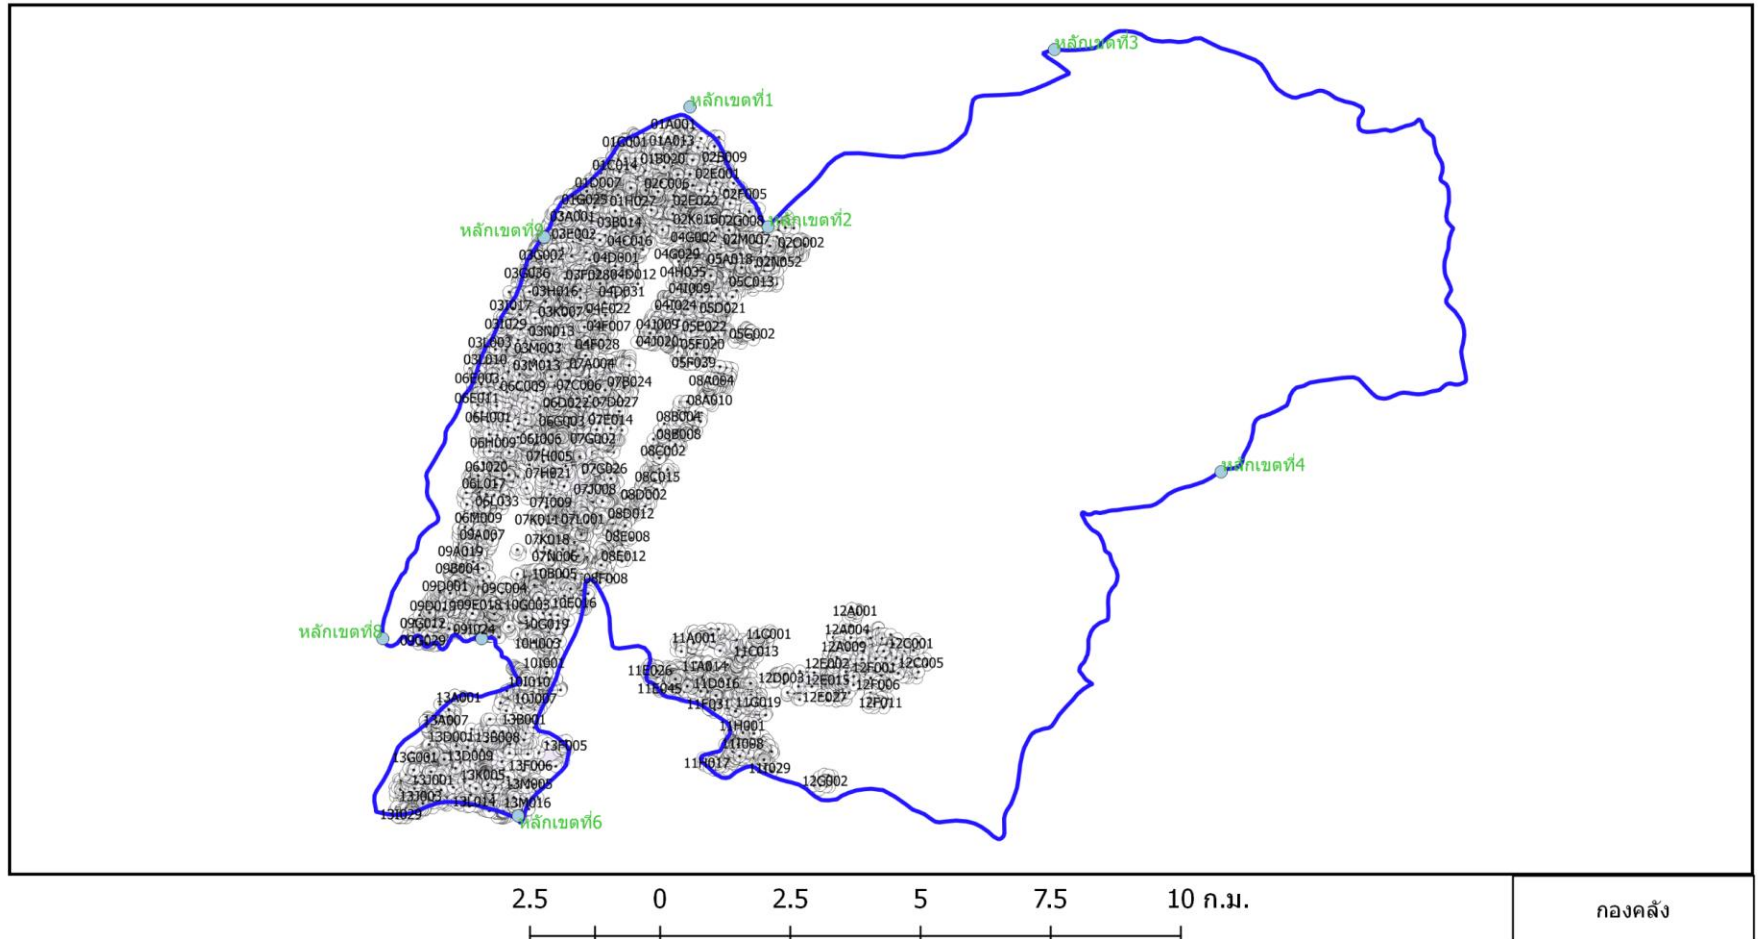 หลักเขตที่3
หลักเขตที่1
01A001
01C001 01A013
01B020 02B009
01C014
02E001
01D007 02C006
02F005
01G025 01H027 02E022
03A001 03B014 02K016 02G008 หลักเขตที่2
หลักเขตที่9 03E002 04C016 04G002 02M007 02O002
03G002 04D001 04G029 05A018 02N052
03G036 03F028 04D012 04H035
05C013
03H016 04D031 04I009
03I017 03K007 04E022 04I024 05D021
03I029 03N013 04F007 04J009 05E022
05G002
03L003 03M003 04F028 04J020 05F020
03L010 03M013 07A004 05F039
06E003 06C009 07C006 07B024 08A004
06E011 06D022 07D027 08A010
06H001 06G003 07E014 08B004
06H009 06I006 07G002 08B008
07H005 08C002
06J020 07H021 07G026
06L017 07J008 08C015
หลักเขตที่4
06L033 07I009 08D002
06M009 07K011 07L001 08D012
09A007 07K018 08E008
09A019 07N006 08E012
09B004 10B005 08F008
09D001 09C004
09E018 10G003 10E016
12A001
09G012 09I024 10G019 12A004
หลักเขตที่8 09G029 10H003 11A001 11C001 12A009 12C001
11C013
10I001 11E026 11A014 12E002 12F001 12C005
10J010 11D016 12D003 12E015 12F006
13A001 10J007 11E045 12E027
11F031 11G019 12F011
13A007 13B001 11H001
13D001 13B008 11I008
13F005
13G001 13D009 13F006 11H017 11I029
13J001 13K005 13M005 12G002
13J003 13L014 13M016
13I029 หลักเขตที่6
2.5 0 2.5 5 7.5 10 ก.ม.
กองคลัง